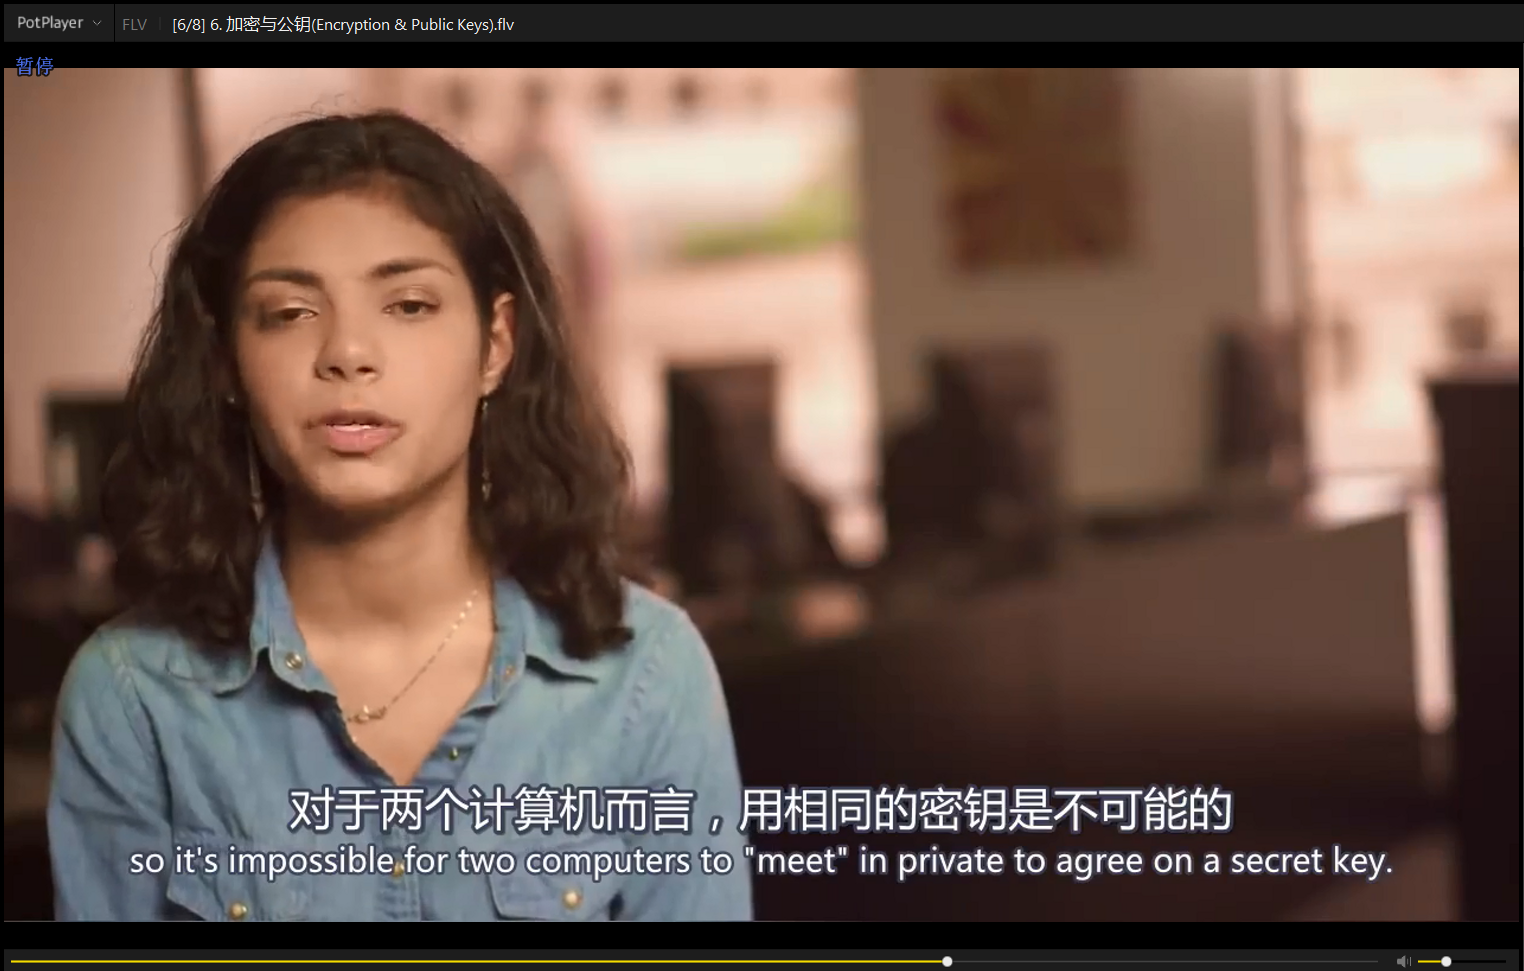 PotPlayer
FLV
[6/8] 6. 加密与公钥(Encryption & Public Keys).flv
暂停
对于两个计算机而言，用相同的密钥是不可能的
so it's impossible for two computers to "meet" in private to agree on a secret key.